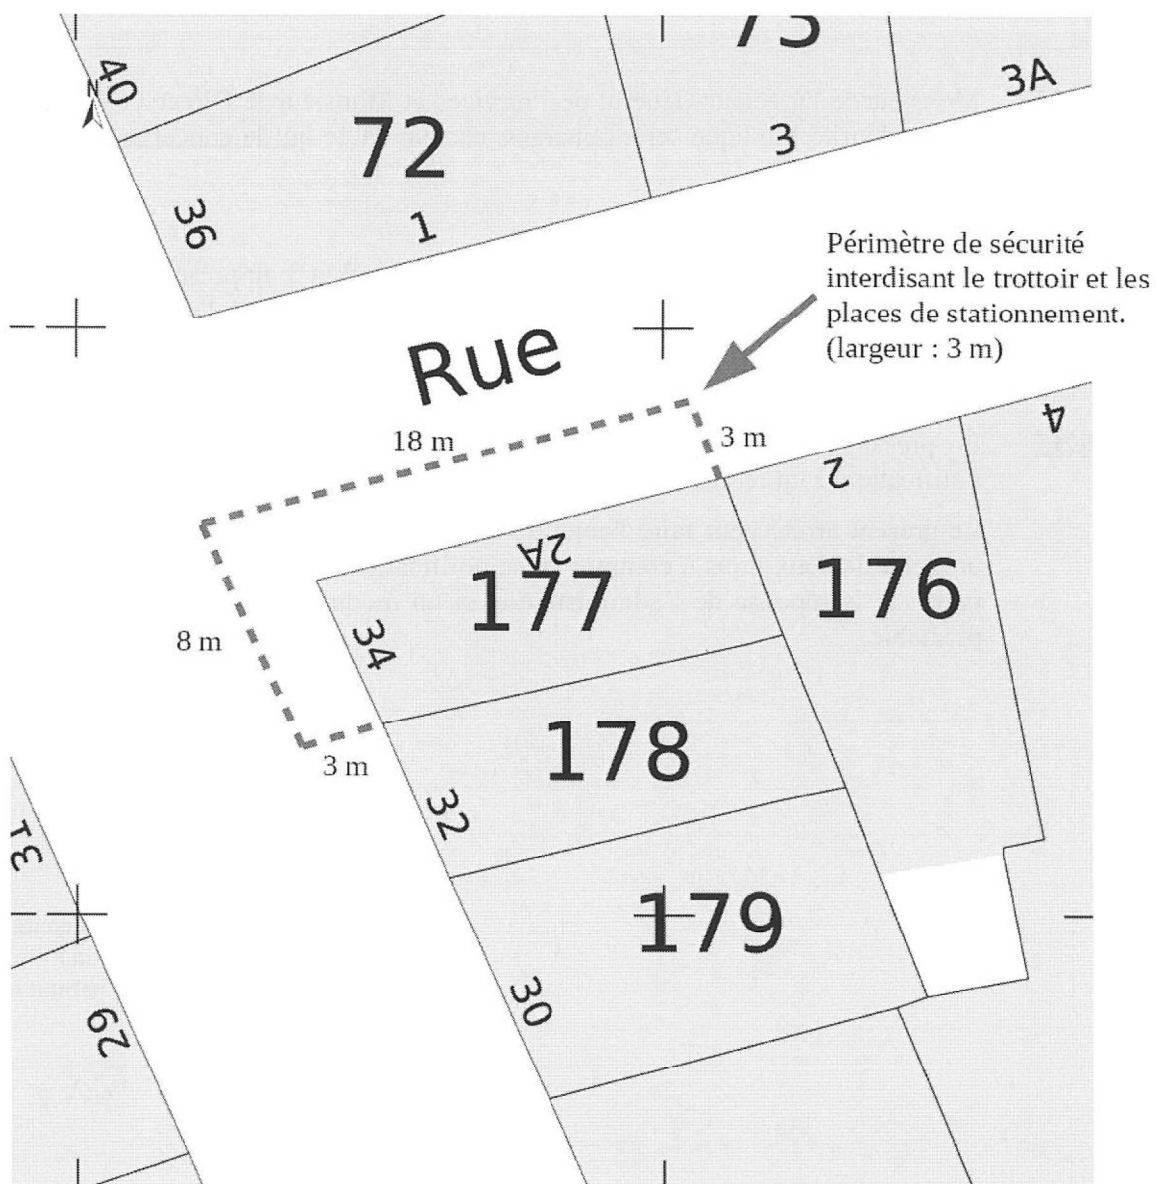 73
3A
40
N
72
3
36
1
Périmètre de sécurité
interdisant le trottoir et les
places de stationnement.
(largeur : 3 m)
Rue
18 m
3 m
4
2
2A
177
176
34
8 m
178
3 m
32
31
179
30
29